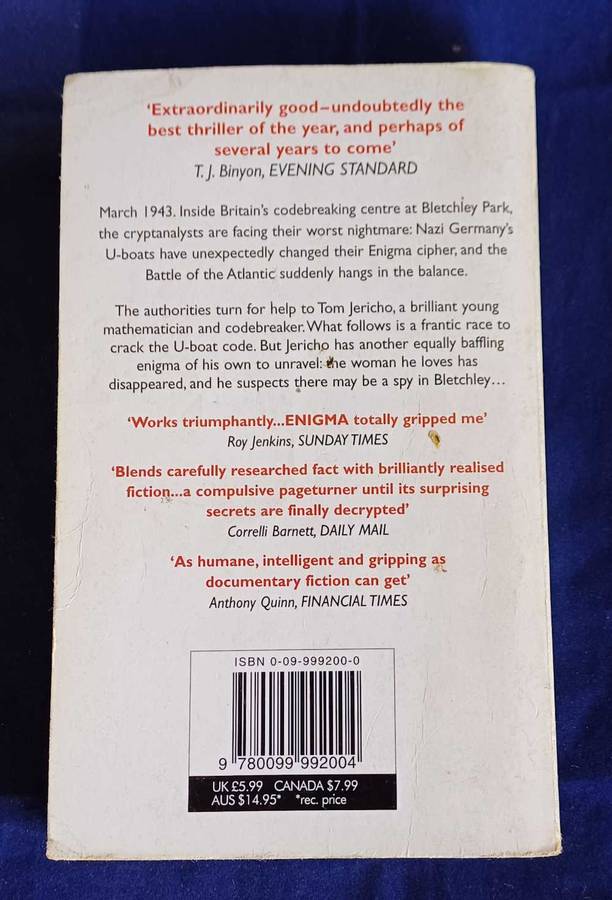 ‘Extraordinarily good–undoubtedly the
best thriller of the year, and perhaps of
several years to come’
T. J. Binyon, EVENING STANDARD
March 1943. Inside Britain’s codebreaking centre at Bletchley Park,
the cryptanalysts are facing their worst nightmare: Nazi Germany’s
U-boats have unexpectedly changed their Enigma cipher, and the
Battle of the Atlantic suddenly hangs in the balance.
The authorities turn for help to Tom Jericho, a brilliant young
mathematician and codebreaker. What follows is a frantic race to
crack the U-boat code. But Jericho has another equally baffling
enigma of his own to unravel: the woman he loves has
disappeared, and he suspects there may be a spy in Bletchley…
‘Works triumphantly...ENIGMA totally gripped me’
Roy Jenkins, SUNDAY TIMES
‘Blends carefully researched fact with brilliantly realised
fiction...a compulsive pageturner until its surprising
secrets are finally decrypted’
Correlli Barnett, DAILY MAIL
‘As humane, intelligent and gripping as
documentary fiction can get’
Anthony Quinn, FINANCIAL TIMES
ISBN 0-09-999200-0
9 780099 992004
UK £5.99 CANADA $7.99
AUS $14.95* *rec. price